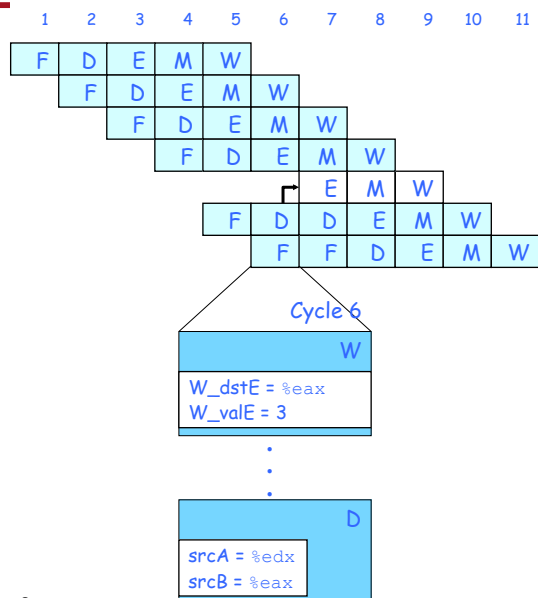 1 2 3 4 5 6 7 8 9 10 11
F D E M W
F D E M W
F D E M W
F D E M W
E M W
F D D E M W
F F D E M W
Cycle 6
W
W_dstE = %eax
W_valE = 3
D
srcA = %edx
srcB = %eax